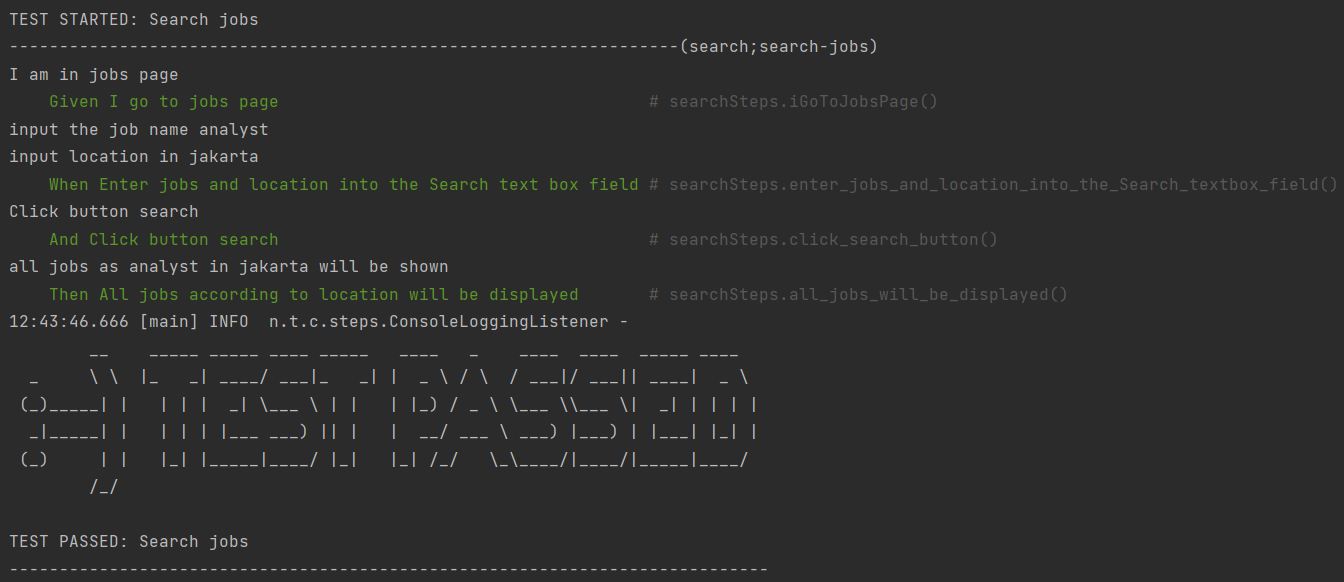 TEST STARTED: Search jobs
-------------------------------------------------------------------(search;search-jobs)
I am in jobs page
    Given I go to jobs page                                     # searchSteps.iGoToJobsPage()
input the job name analyst
input location in jakarta
    When Enter jobs and location into the Search text box field # searchSteps.enter_jobs_and_location_into_the_Search_textbox_field()
Click button search
    And Click button search                                     # searchSteps.click_search_button()
all jobs as analyst in jakarta will be shown
    Then All jobs according to location will be displayed       # searchSteps.all_jobs_will_be_displayed()
12:43:46.666 [main] INFO  n.t.c.steps.ConsoleLoggingListener -
        __    _____ _____ ____ _____   ____   _    ____  ____  _____ ____
  _     \ \  |_   _| ____/ ___|_   _| |  _ \ / \  / ___|/ ___|| ____|  _ \
 (_)_____| |   | | |  _| \___ \ | |   | |_) / _ \ \___ \\___ \|  _| | | | |
  _|_____| |   | | | |___ ___) || |   |  __/ ___ \ ___) |___) | |___| |_| |
 (_)     | |   |_| |_____|____/ |_|   |_| /_/   \_\____/|____/|_____|____/
        /_/
TEST PASSED: Search jobs
----------------------------------------------------------------------------